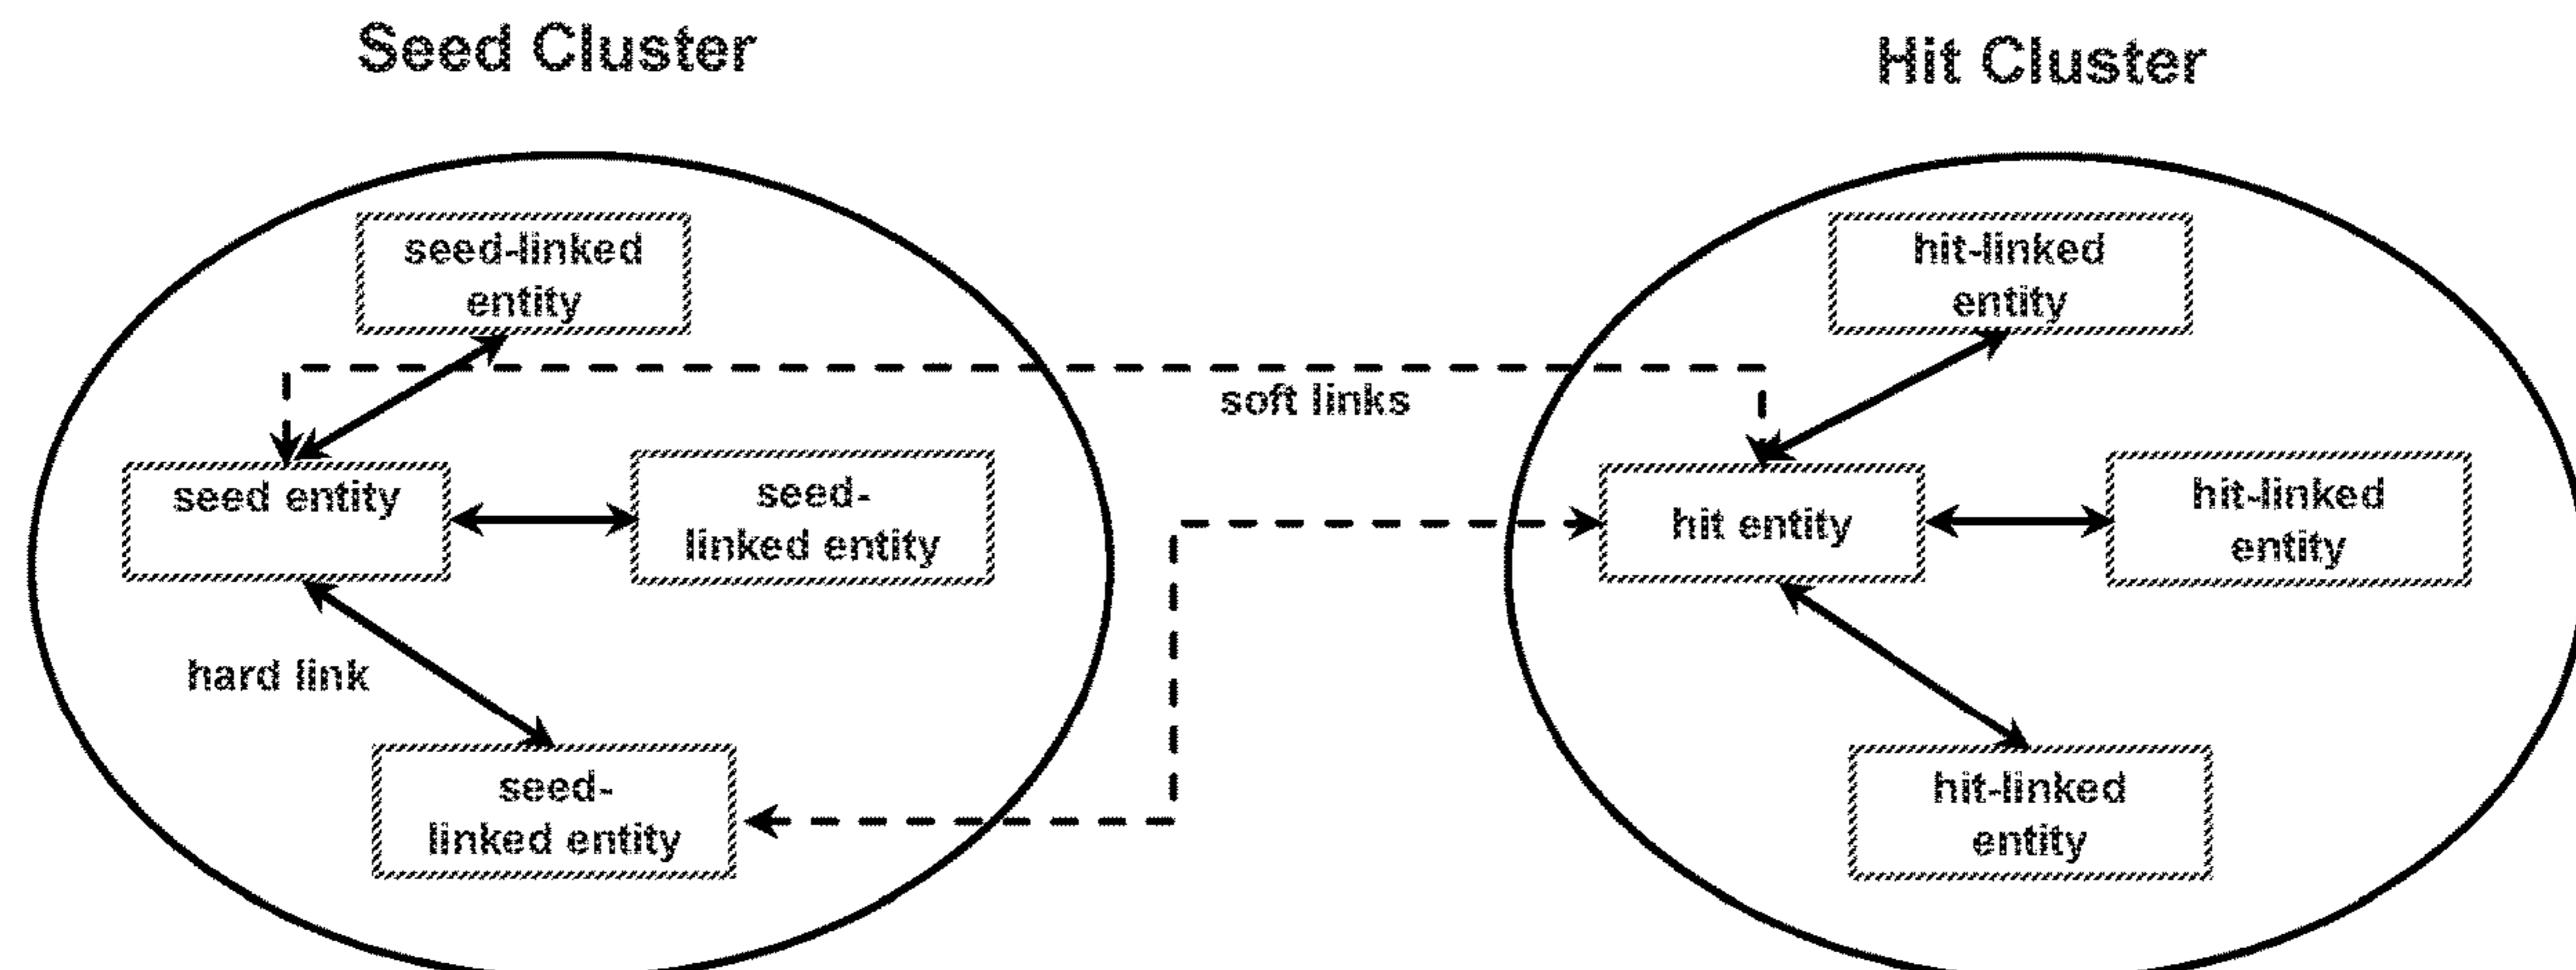 Seed Cluster
Hit Cluster
seed-linked
entity
hit-linked
entity
soft links
seed entity
seed-
linked entity
hit entity
hit-linked
entity
hard link
seed-
linked entity
hit-linked
entity